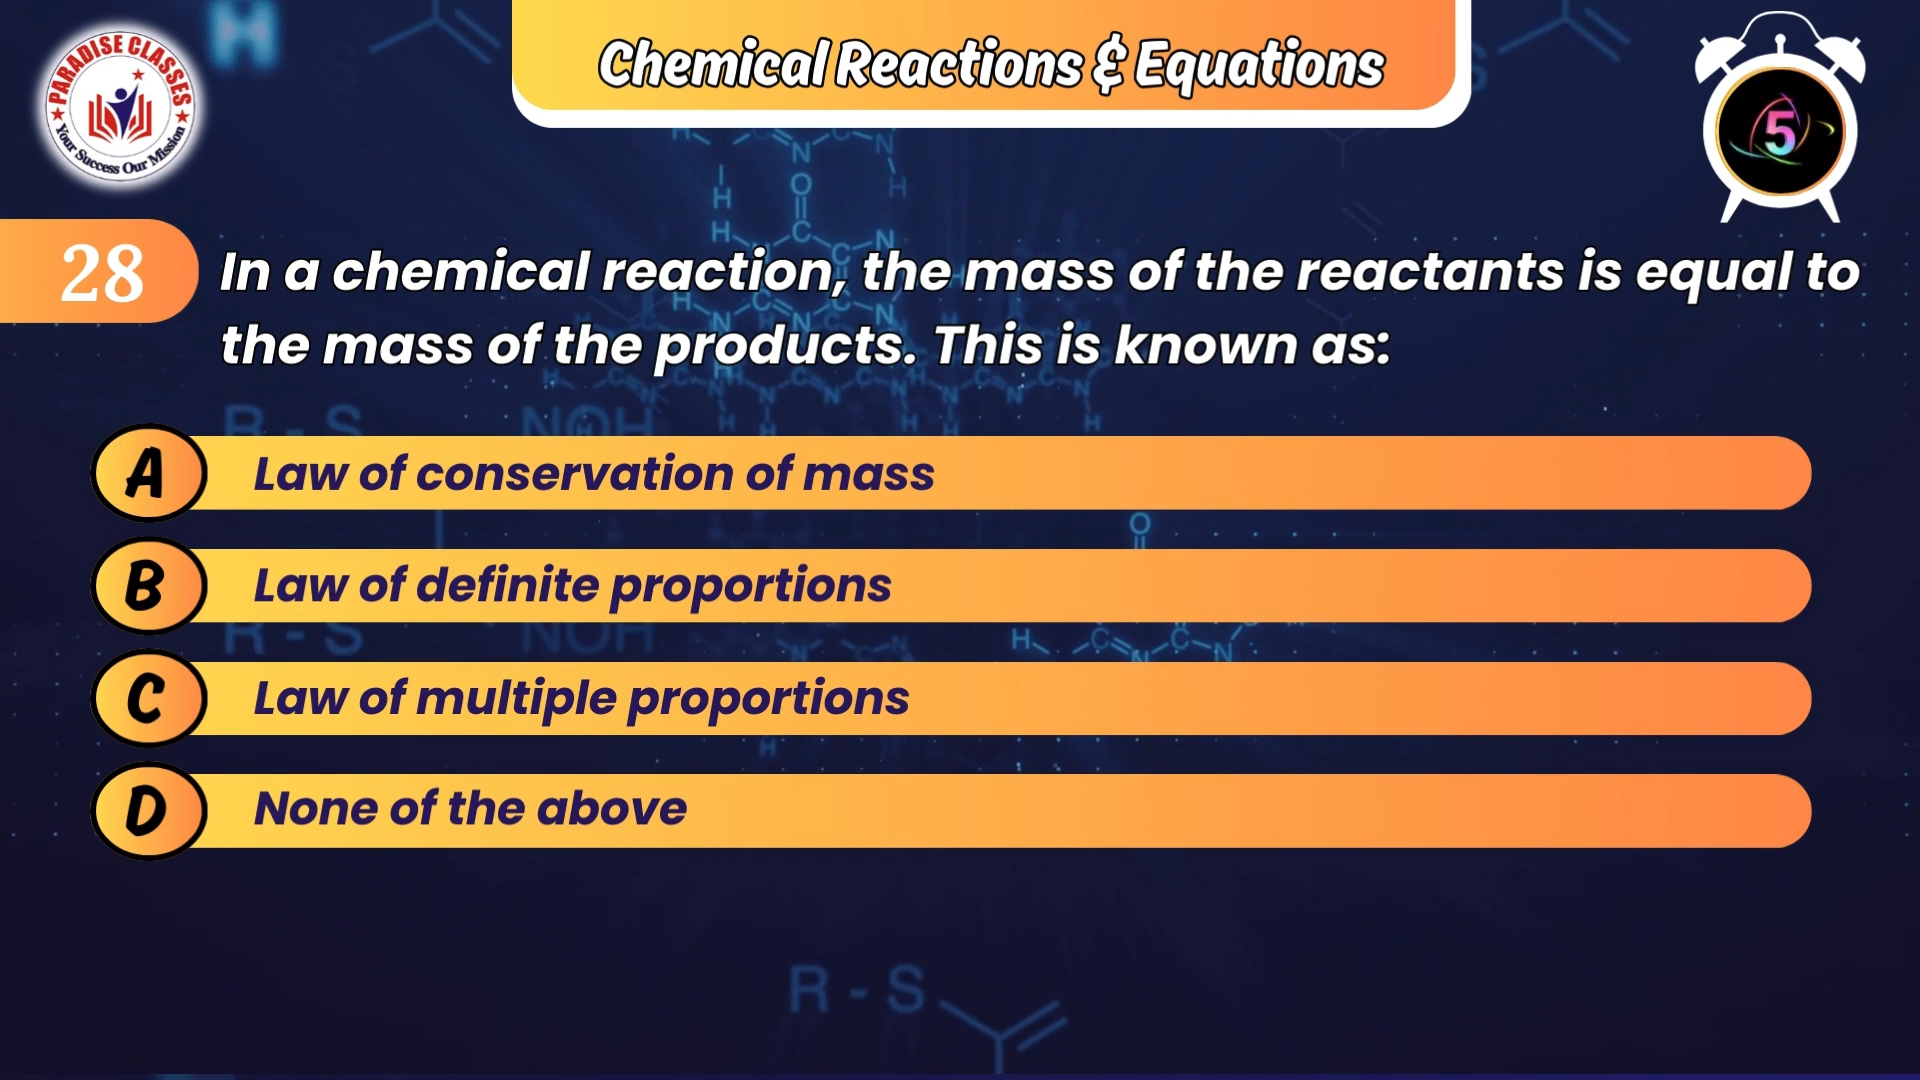 PARADISE CLASSES
Your Success Our Mission
Chemical Reactions & Equations
5
28
In a chemical reaction, the mass of the reactants is equal to
the mass of the products. This is known as:
A
Law of conservation of mass
B
Law of definite proportions
C
Law of multiple proportions
D
None of the above
R - S
NOH
R - S
NOH
R - S